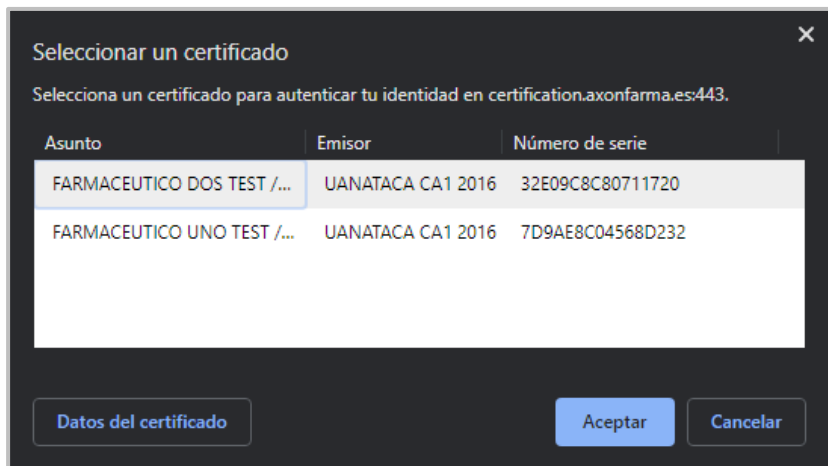 Seleccionar un certificado
Selecciona un certificado para autenticar tu identidad en certification.axonfarma.es:443.
Asunto Emisor Número de serie
FARMACEUTICO DOS TEST /... UANATACA CA1 2016 32E09C8C80711720
FARMACEUTICO UNO TEST /... UANATACA CA1 2016 7D9AE8C04568D232
Datos del certificado Aceptar Cancelar